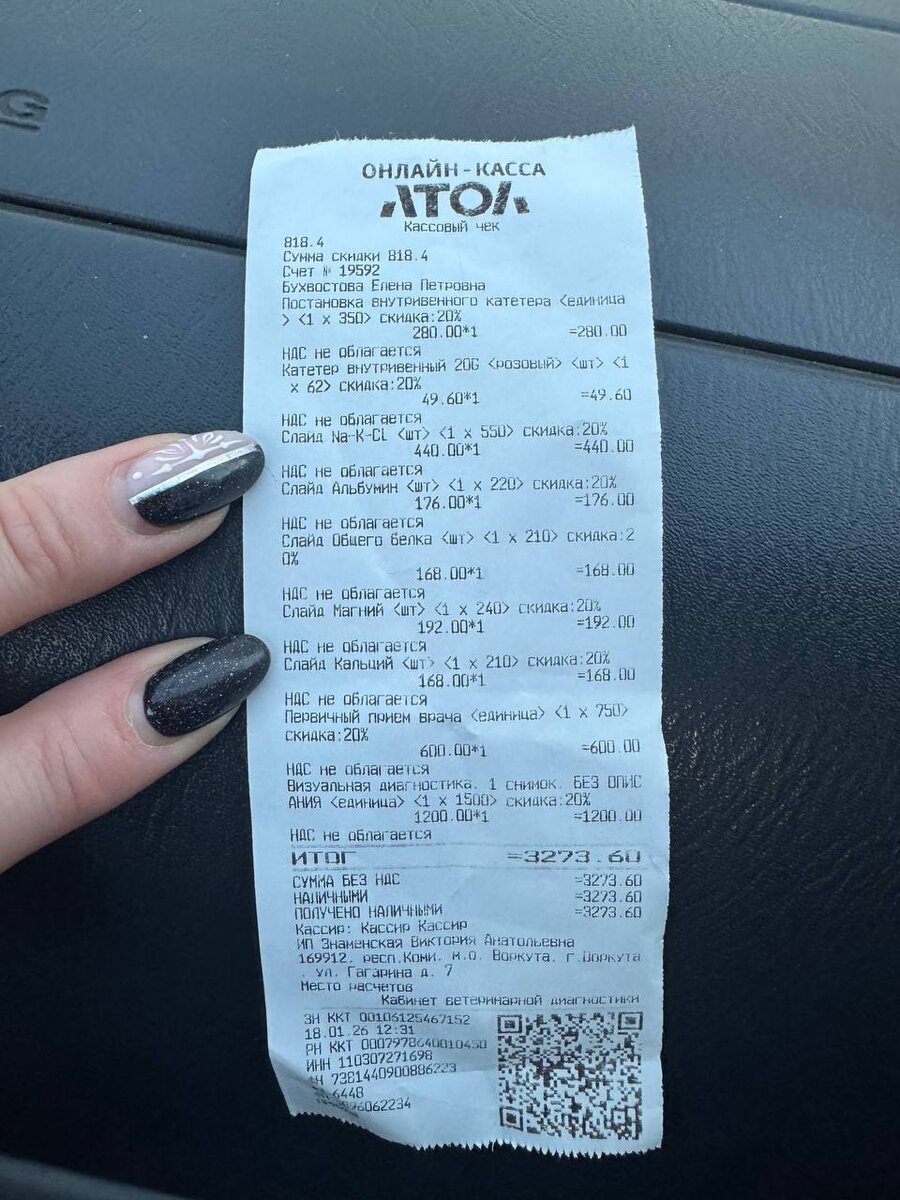 G
ОНЛАЙН-КАССА
АТОЛ
Кассовый чек
818.4
Сумма скидки 818.4
Счет № 19592
Бухвостова Елена Петровна
Постановка внутривенного катетера <единица
> <1 x 350> скидка:20%
280.00*1 =280.00
НДС не облагается
Катетер внутривенный 20G <розовый> <шт> <1
x 62> скидка:20%
49.60*1 =49.60
НДС не облагается
Слайд Na-K-CL <шт> <1 x 550> скидка:20%
440.00*1 =440.00
НДС не облагается
Слайд Альбумин <шт> <1 x 220> скидка:20%
176.00*1 =176.00
НДС не облагается
Слайд Общего белка <шт> <1 x 210> скидка:2
0%
168.00*1 =168.00
НДС не облагается
Слайд Магний <шт> <1 x 240> скидка:20%
192.00*1 =192.00
НДС не облагается
Слайд Кальций <шт> <1 x 210> скидка:20%
168.00*1 =168.00
НДС не облагается
Первичный прием врача <единица> <1 x 750>
скидка:20%
600.00*1 =600.00
НДС не облагается
Визуальная диагностика. 1 снимок. БЕЗ ОПИС
АНИЯ <единица> <1 x 1500> скидка:20%
1200.00*1 =1200.00
НДС не облагается
ИТОГ =3273.60
СУММА БЕЗ НДС =3273.60
НАЛИЧНЫМИ =3273.60
ПОЛУЧЕНО НАЛИЧНЫМИ =3273.60
Кассир: Кассир Кассир
ИП Знаменская Виктория Анатольевна
169912. респ.Коми. м.о. Воркута. г.Воркута
. ул. Гагарина д. 7
Место расчетов
Кабинет ветеринарной диагностики
ЗН ККТ 00106125467152
18.01.26 12:31
РН ККТ 0007978640010450
ИНН 110307271698
ФН 7381440900886223
6448
96062234